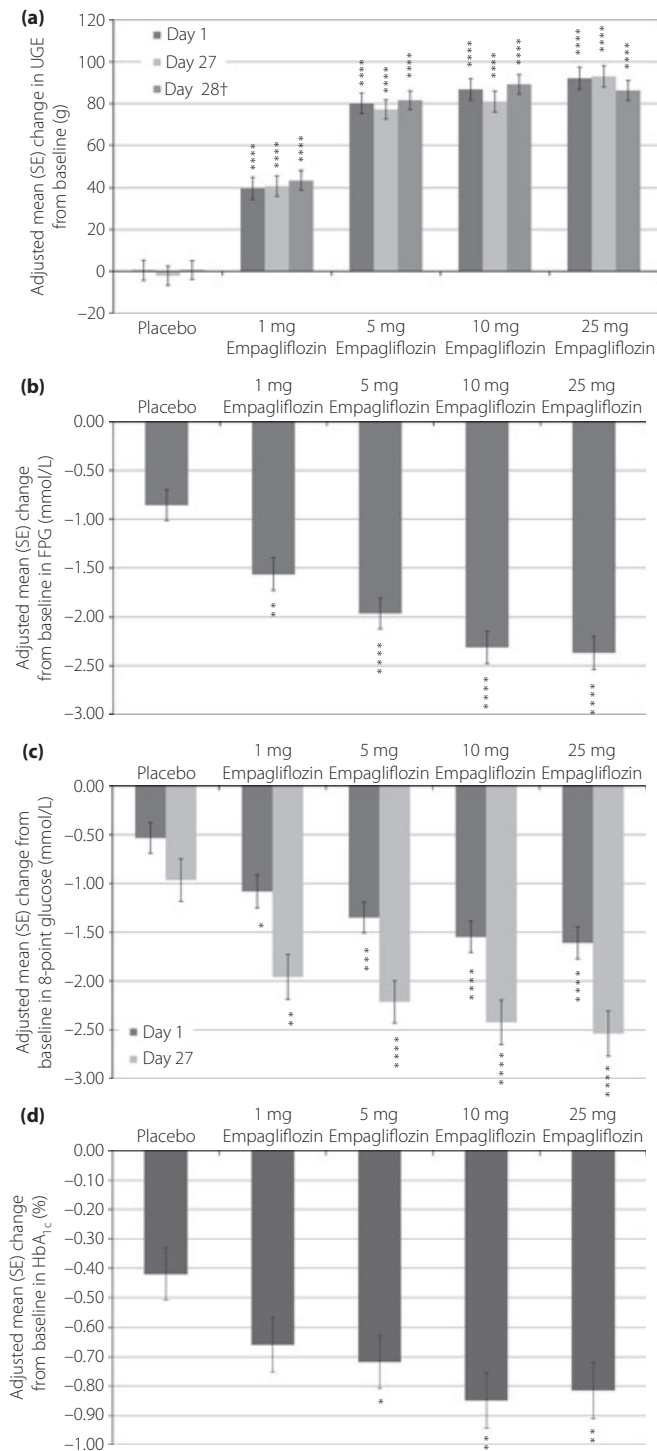 (a)
Adjusted mean (SE) change in UGE
from baseline (g)
120
100
80
60
40
20
0
−20
Day 1
Day 27
Day 28†
****
****
****
****
****
****
****
****
****
****
****
****
Placebo
1 mg
Empagliflozin
5 mg
Empagliflozin
10 mg
Empagliflozin
25 mg
Empagliflozin
(b)
Placebo
1 mg
Empagliflozin
5 mg
Empagliflozin
10 mg
Empagliflozin
25 mg
Empagliflozin
Adjusted mean (SE) change
from baseline in FPG (mmol/L)
0.00
−0.50
−1.00
−1.50
−2.00
−2.50
−3.00
**
****
****
****
(c)
Placebo
1 mg
Empagliflozin
5 mg
Empagliflozin
10 mg
Empagliflozin
25 mg
Empagliflozin
Adjusted mean (SE) change from
baseline in 8-point glucose (mmol/L)
0.00
−0.50
−1.00
−1.50
−2.00
−2.50
−3.00
*
**
***
****
****
****
****
****
Day 1
Day 27
(d)
Placebo
1 mg
Empagliflozin
5 mg
Empagliflozin
10 mg
Empagliflozin
25 mg
Empagliflozin
Adjusted mean (SE) change
from baseline in HbA1c (%)
0.00
−0.10
−0.20
−0.30
−0.40
−0.50
−0.60
−0.70
−0.80
−0.90
−1.00
*
**
**